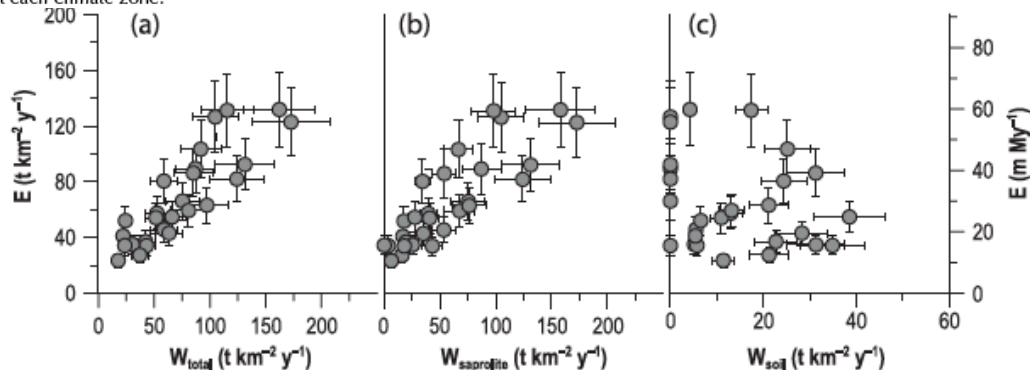 at each climate zone.
(a) (b) (c)
200
160
120
80
40
0
E (t km⁻² y⁻¹)
80
60
40
20
0
E (m My⁻¹)
0 50 100 150 200
0 50 100 150 200
0 20 40 60
W_total (t km⁻² y⁻¹) W_saprolite (t km⁻² y⁻¹) W_soil (t km⁻² y⁻¹)